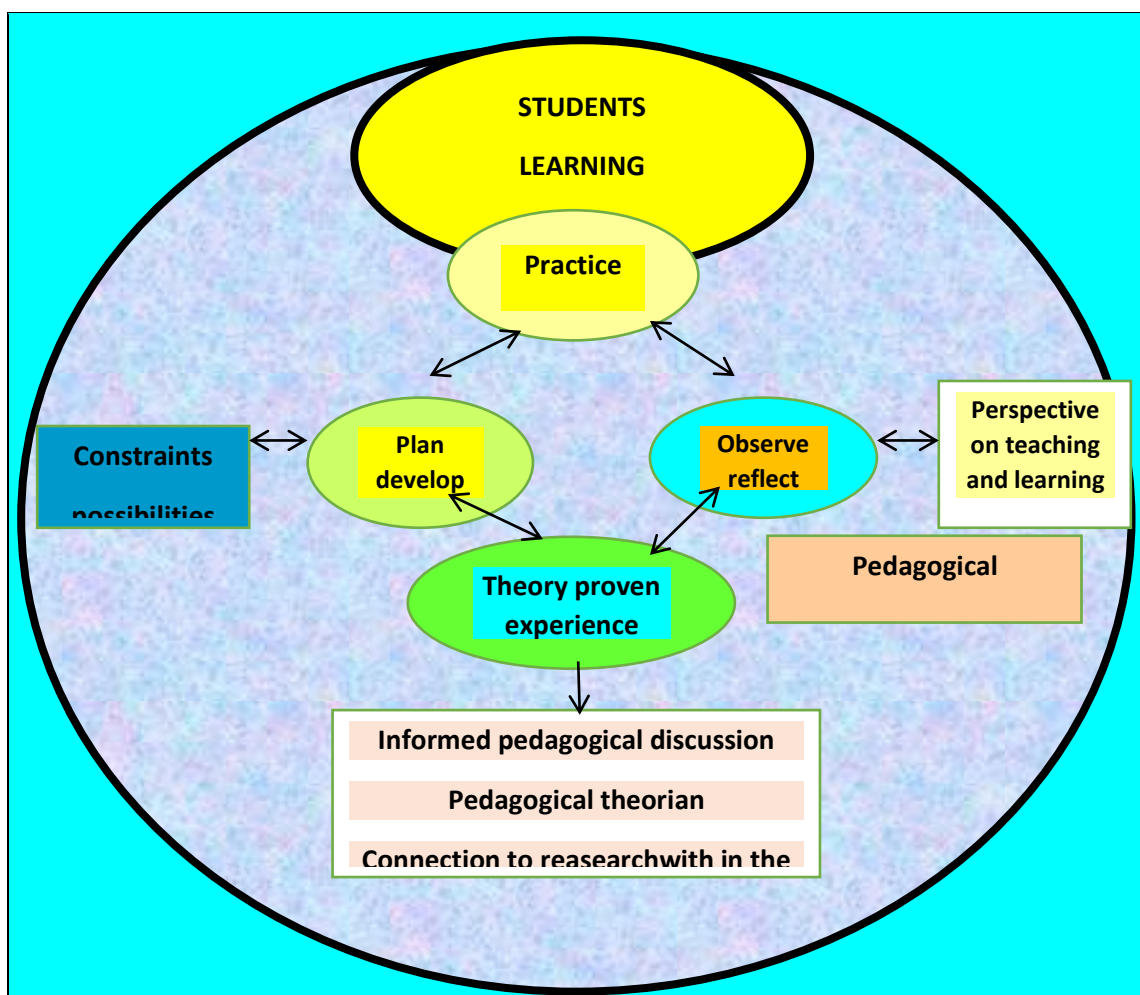 STUDENTS
LEARNING
Practice
Constraints
possibilities
Plan
develop
Observe
reflect
Perspective
on teaching
and learning
Theory proven
experience
Pedagogical
Informed pedagogical discussion
Pedagogical theorian
Connection to reasearchwith in the